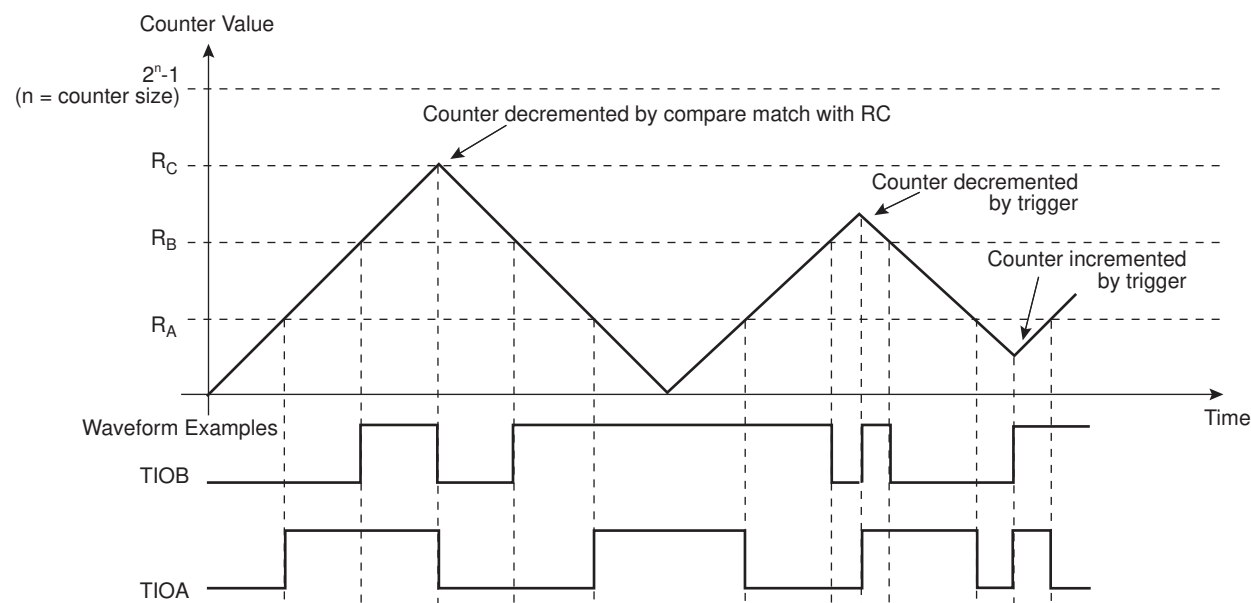 Counter Value
2ⁿ-1
(n = counter size)
Counter decremented by compare match with RC
R_C
Counter decremented
by trigger
R_B
Counter incremented
by trigger
R_A
Time
Waveform Examples
TIOB
TIOA